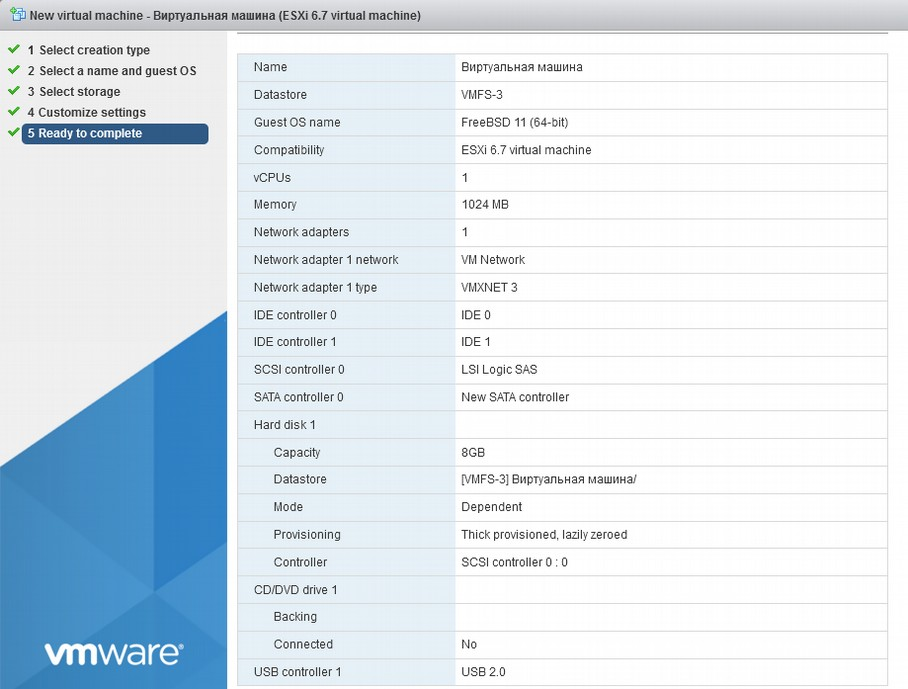 New virtual machine - Виртуальная машина (ESXi 6.7 virtual machine)
1 Select creation type
2 Select a name and guest OS
3 Select storage
4 Customize settings
5 Ready to complete
Name Виртуальная машина
Datastore VMFS-3
Guest OS name FreeBSD 11 (64-bit)
Compatibility ESXi 6.7 virtual machine
vCPUs 1
Memory 1024 MB
Network adapters 1
Network adapter 1 network VM Network
Network adapter 1 type VMXNET 3
IDE controller 0 IDE 0
IDE controller 1 IDE 1
SCSI controller 0 LSI Logic SAS
SATA controller 0 New SATA controller
Hard disk 1
Capacity 8GB
Datastore [VMFS-3] Виртуальная машина/
Mode Dependent
Provisioning Thick provisioned, lazily zeroed
Controller SCSI controller 0 : 0
CD/DVD drive 1
Backing
Connected No
USB controller 1 USB 2.0
vmware®